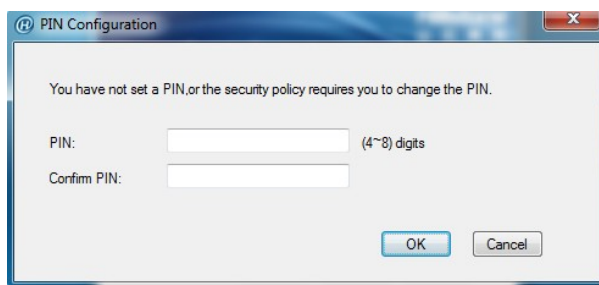 PIN Configuration
You have not set a PIN,or the security policy requires you to change the PIN.
PIN:
(4~8) digits
Confirm PIN:
OK
Cancel